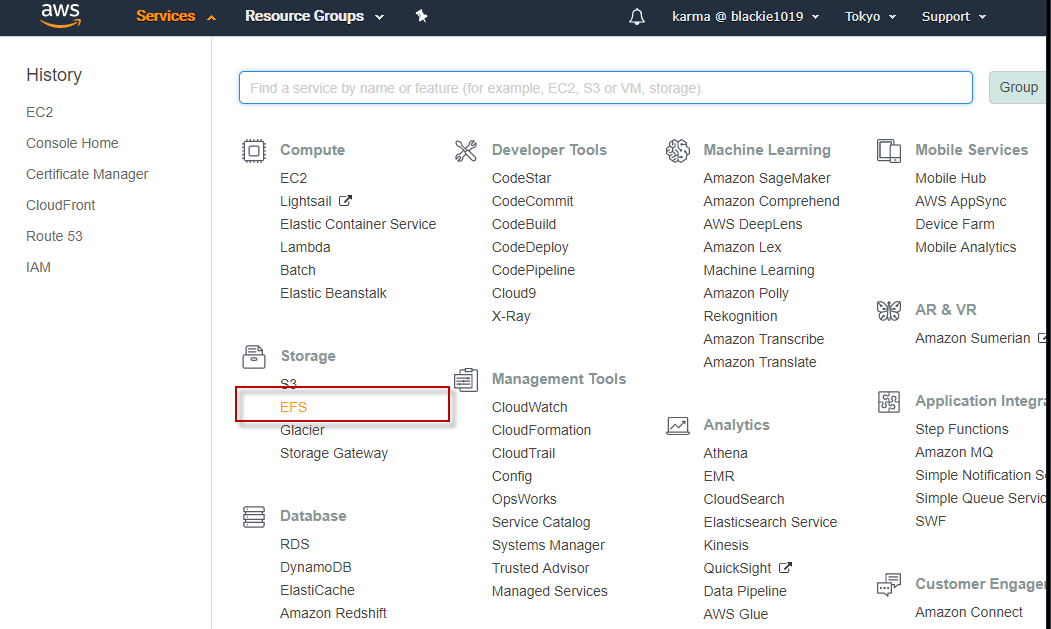 aws
Services
Resource Groups
karma @ blackie1019
Tokyo
Support
History
EC2
Console Home
Certificate Manager
CloudFront
Route 53
IAM
Find a service by name or feature (for example, EC2, S3 or VM, storage).
Group
Compute
EC2
Lightsail
Elastic Container Service
Lambda
Batch
Elastic Beanstalk
Storage
S3
EFS
Glacier
Storage Gateway
Database
RDS
DynamoDB
ElastiCache
Amazon Redshift
Developer Tools
CodeStar
CodeCommit
CodeBuild
CodeDeploy
CodePipeline
Cloud9
X-Ray
Management Tools
CloudWatch
CloudFormation
CloudTrail
Config
OpsWorks
Service Catalog
Systems Manager
Trusted Advisor
Managed Services
Machine Learning
Amazon SageMaker
Amazon Comprehend
AWS DeepLens
Amazon Lex
Machine Learning
Amazon Polly
Rekognition
Amazon Transcribe
Amazon Translate
Analytics
Athena
EMR
CloudSearch
Elasticsearch Service
Kinesis
QuickSight
Data Pipeline
AWS Glue
Mobile Services
Mobile Hub
AWS AppSync
Device Farm
Mobile Analytics
AR & VR
Amazon Sumerian
Application Integra
Step Functions
Amazon MQ
Simple Notification S
Simple Queue Servic
SWF
Customer Engage
Amazon Connect